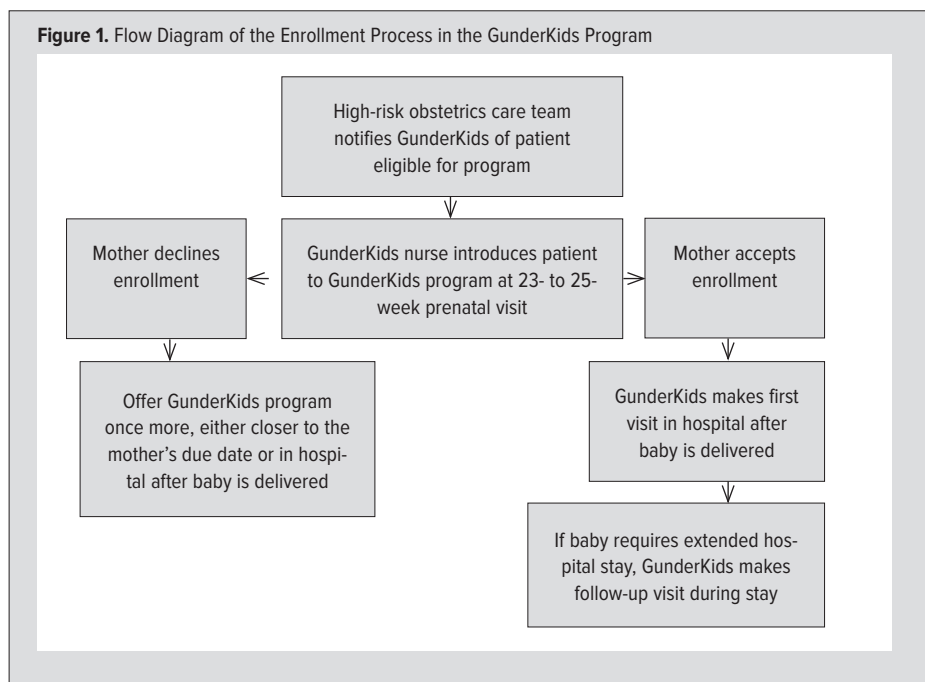 Figure 1. Flow Diagram of the Enrollment Process in the GunderKids Program
High-risk obstetrics care team
notifies GunderKids of patient
eligible for program
Mother declines
enrollment
GunderKids nurse introduces patient
to GunderKids program at 23- to 25-
week prenatal visit
Mother accepts
enrollment
Offer GunderKids program
once more, either closer to the
mother's due date or in hospi-
tal after baby is delivered
GunderKids makes first
visit in hospital after
baby is delivered
If baby requires extended hos-
pital stay, GunderKids makes
follow-up visit during stay